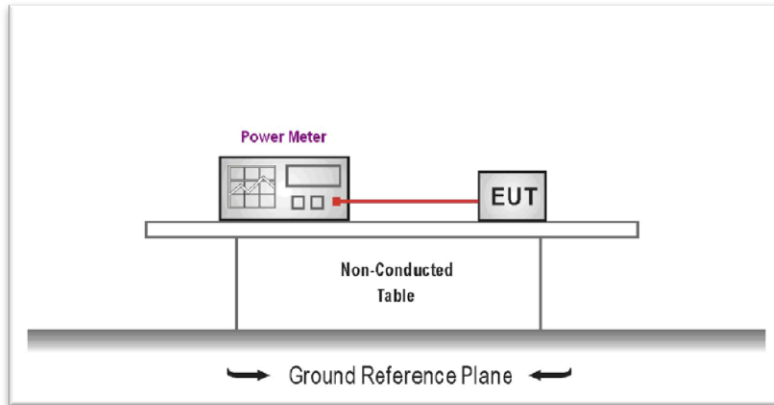 Power Meter
EUT
Non-Conducted
Table
Ground Reference Plane